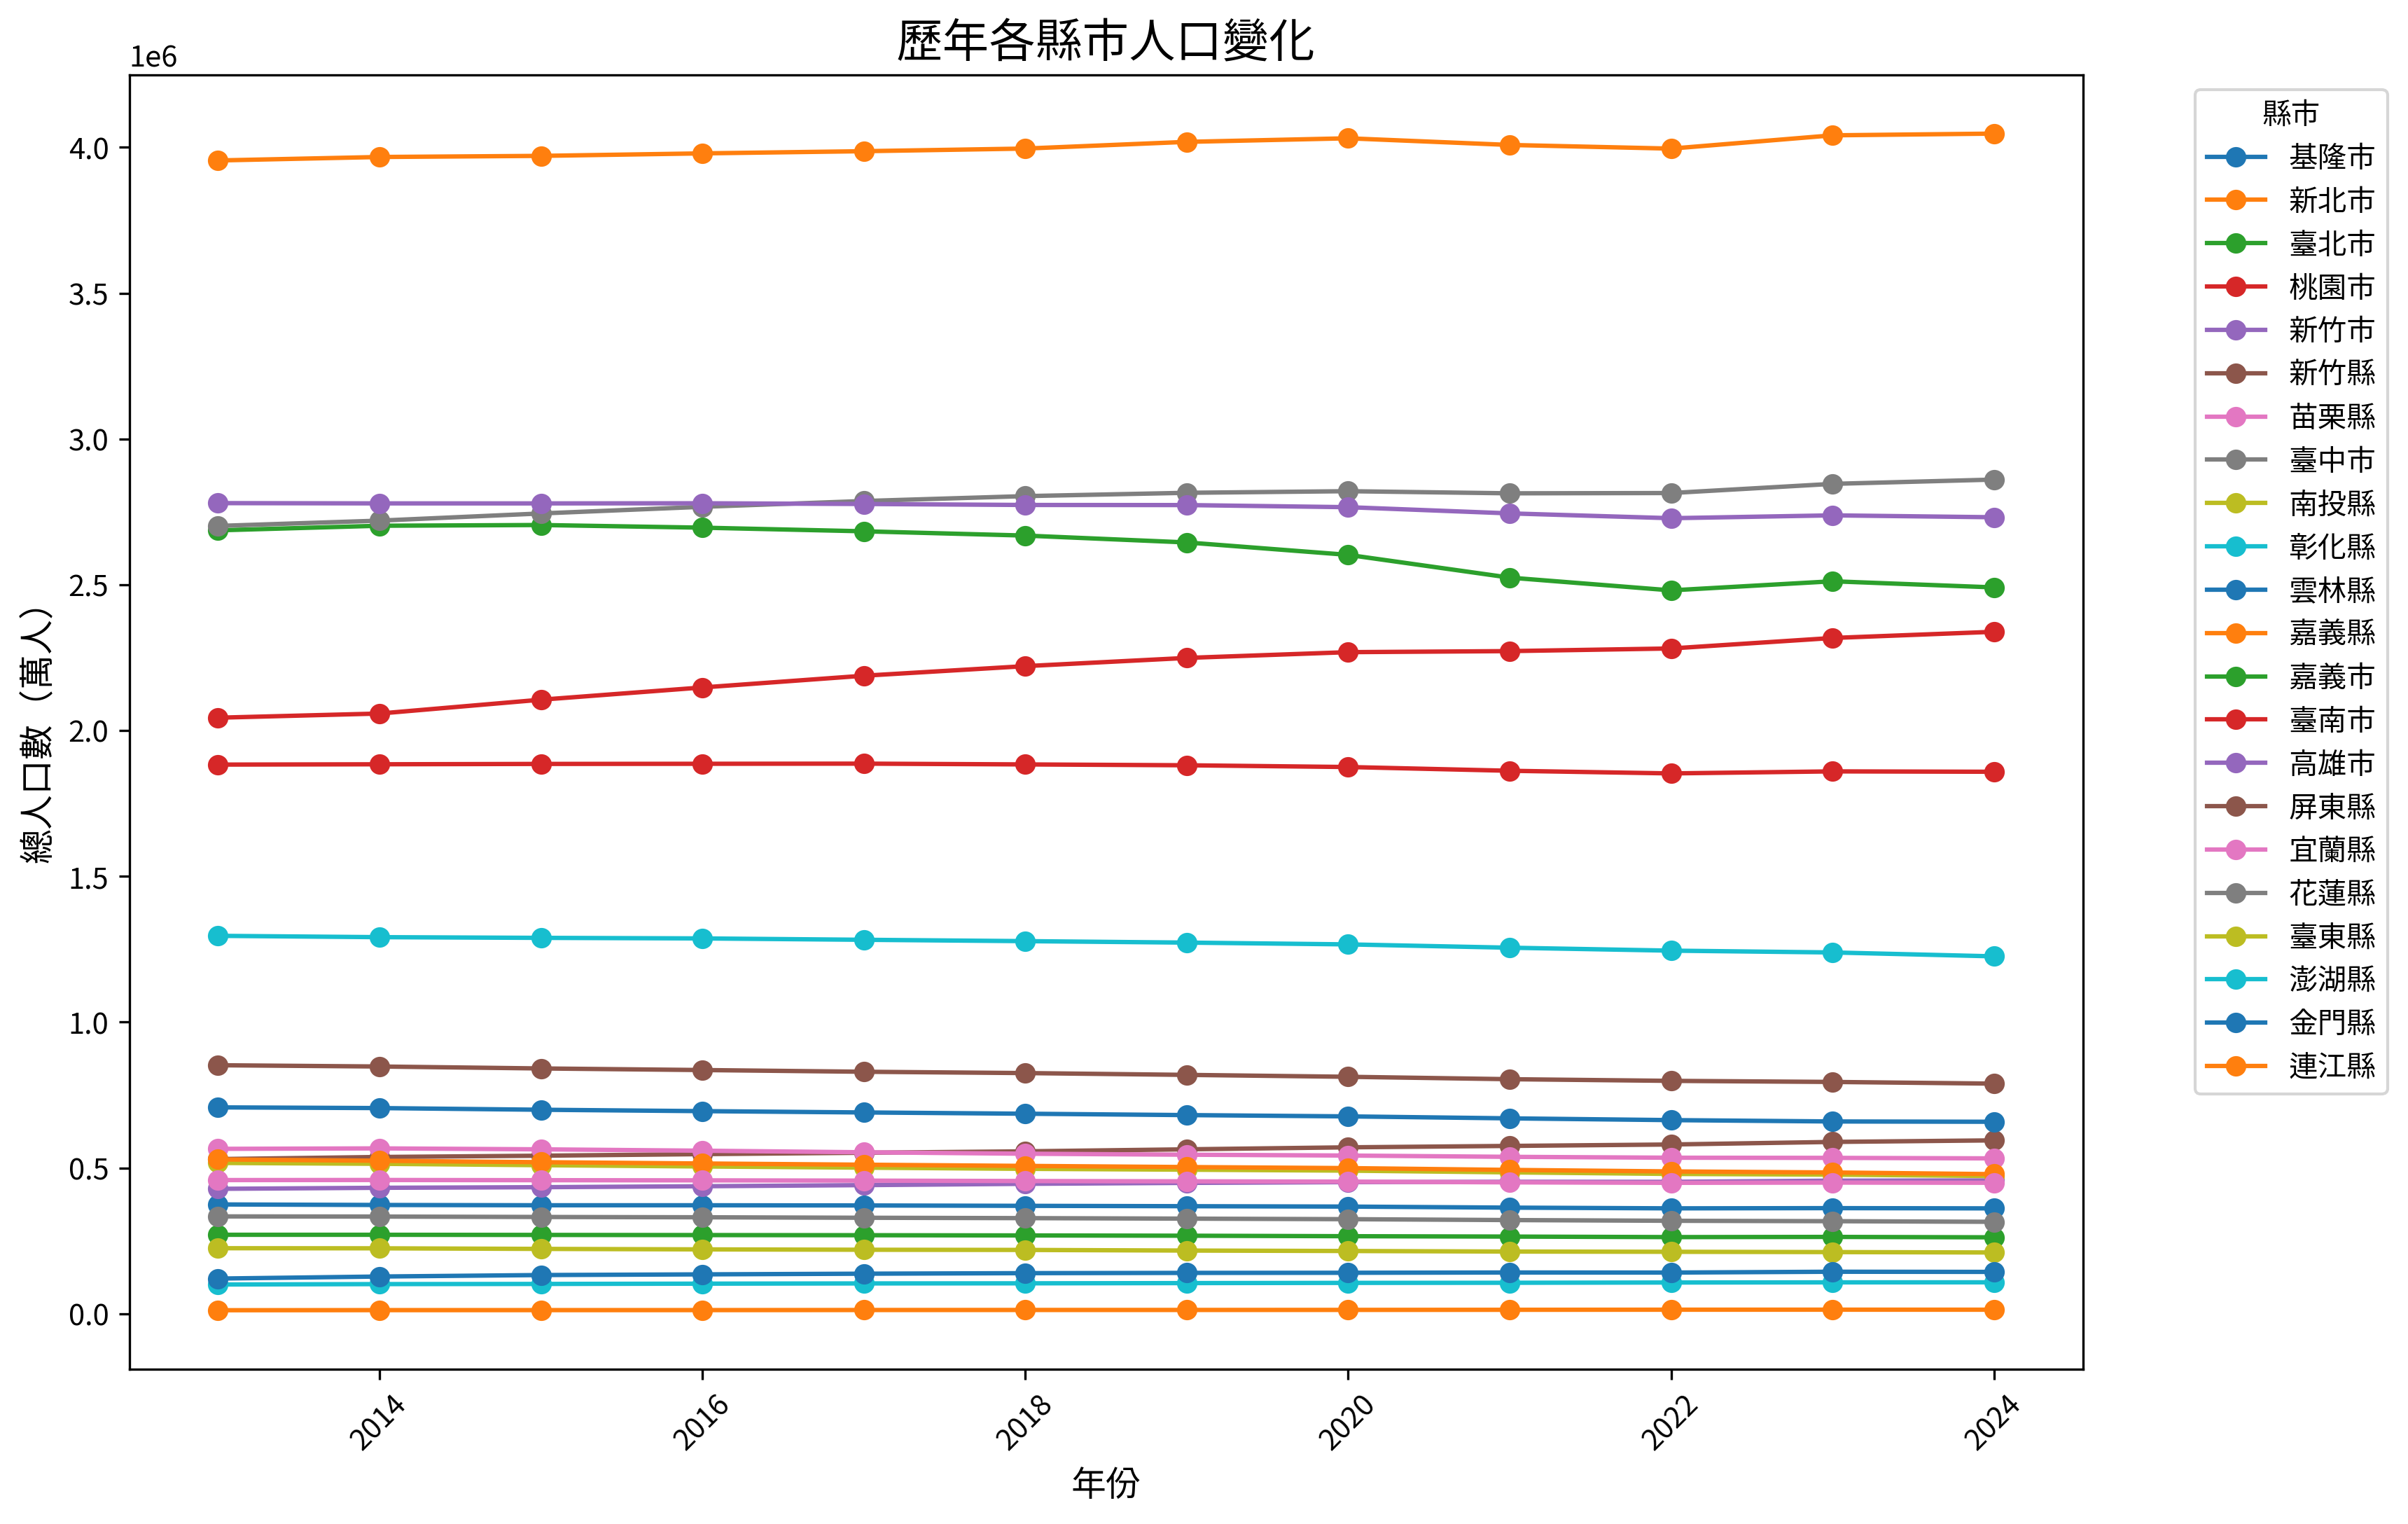 歷年各縣市人口變化
1e6
4.0
3.5
3.0
2.5
2.0
1.5
1.0
0.5
0.0
總人口數（萬人）
2014
2016
2018
2020
2022
2024
年份
縣市
基隆市
新北市
臺北市
桃園市
新竹市
新竹縣
苗栗縣
臺中市
南投縣
彰化縣
雲林縣
嘉義縣
嘉義市
臺南市
高雄市
屏東縣
宜蘭縣
花蓮縣
臺東縣
澎湖縣
金門縣
連江縣